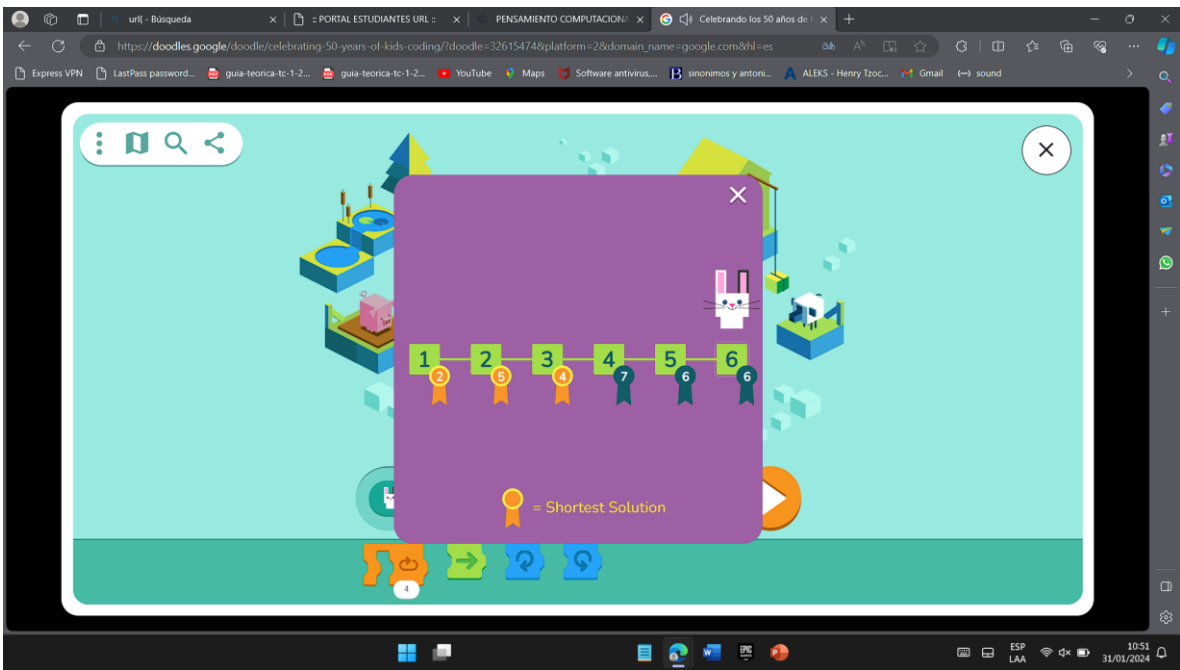 url( - Búsqueda
:: PORTAL ESTUDIANTES URL ::
PENSAMIENTO COMPUTACION
Celebrando los 50 años de
https://doodles.google/doodle/celebrating-50-years-of-kids-coding/?doodle=32615474&platform=2&domain_name=google.com&hl=es
Express VPN
LastPass password...
guia-teorica-tc-1-2...
guia-teorica-tc-1-2...
YouTube
Maps
Software antivirus,...
sinonimos y antoni...
ALEKS - Henry Tzoc...
Gmail
sound
1 2 3 4 5 6
2 5 4 7 6 6
= Shortest Solution
4
ESP
LAA
10:51
31/01/2024